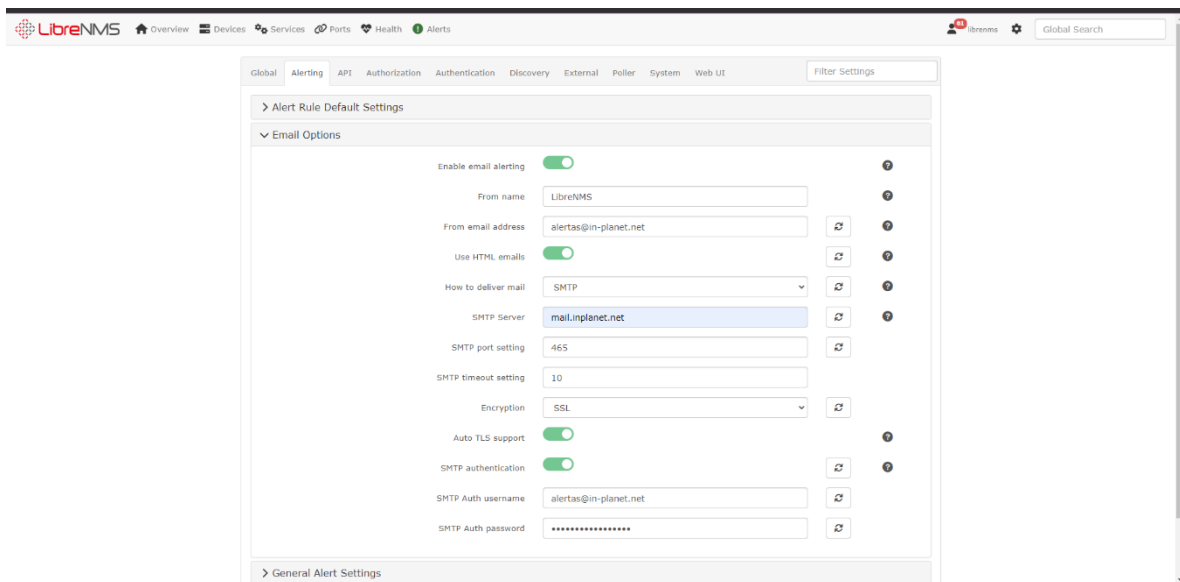 LibreNMS Overview Devices Services Ports Health Alerts 61 librenms Global Search
Global Alerting API Authorization Authentication Discovery External Poller System Web UI Filter Settings
Alert Rule Default Settings
Email Options
Enable email alerting
From name LibreNMS
From email address alertas@in-planet.net
Use HTML emails
How to deliver mail SMTP
SMTP Server mail.inplanet.net
SMTP port setting 465
SMTP timeout setting 10
Encryption SSL
Auto TLS support
SMTP authentication
SMTP Auth username alertas@in-planet.net
SMTP Auth password ••••••••••••••••
General Alert Settings